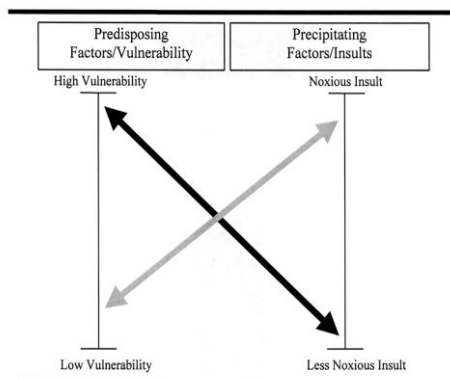 Predisposing
Factors/Vulnerability
Precipitating
Factors/Insults
High Vulnerability
Noxious Insult
Low Vulnerability
Less Noxious Insult